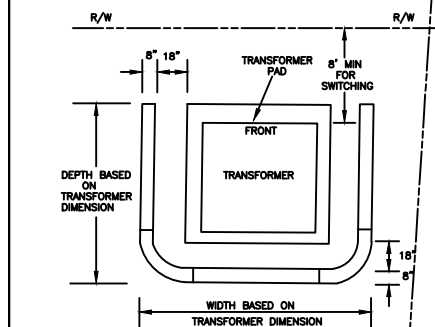 R/W
R/W
8"
18"
TRANSFORMER
PAD
8' MIN
FOR
SWITCHING
FRONT
DEPTH BASED
ON
TRANSFORMER
DIMENSION
TRANSFORMER
18"
8"
WIDTH BASED ON
TRANSFORMER DIMENSION